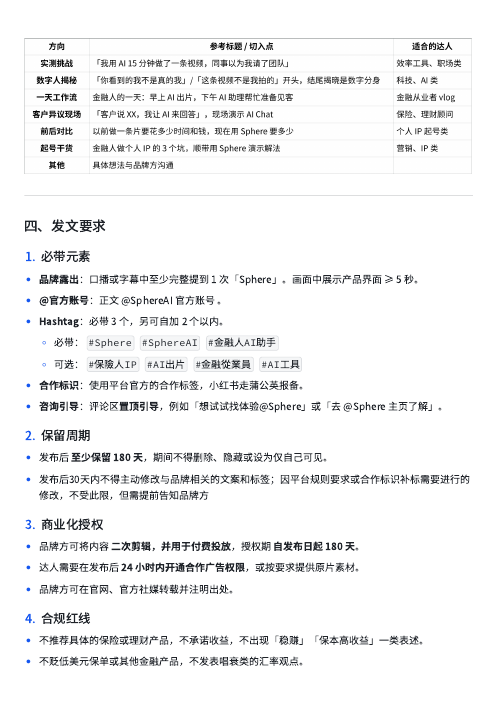 方向 参考标题 / 切入点 适合的达人
实测挑战 「我用 AI 15 分钟做了一条视频，同事以为我请了团队」 效率工具、职场类
数字人揭秘 「你看到的我不是真的我」/「这条视频不是我拍的」开头，结尾揭晓是数字分身 科技、AI 类
一天工作流 金融人的一天：早上 AI 出片，下午 AI 助理帮忙准备见客 金融从业者 vlog
客户异议现场 「客户说 XX，我让 AI 来回答」，现场演示 AI Chat 保险、理财顾问
前后对比 以前做一条片要花多少时间和钱，现在用 Sphere 要多少 个人 IP 起号类
起号干货 金融人做个人 IP 的 3 个坑，顺带用 Sphere 演示解法 营销、IP 类
其他 具体想法与品牌方沟通
四、发文要求
1. 必带元素
• 品牌露出：口播或字幕中至少完整提到 1 次「Sphere」。画面中展示产品界面 ≥ 5 秒。
• @官方账号：正文 @SphereAI 官方账号 。
• Hashtag：必带 3 个，另可自加 2 个以内。
◦ 必带： #Sphere #SphereAI #金融人AI助手
◦ 可选： #保險人IP #AI出片 #金融從業員 #AI工具
• 合作标识：使用平台官方的合作标签，小红书走蒲公英报备。
• 咨询引导：评论区置顶引导，例如「想试试找体验@Sphere」或「去 @Sphere 主页了解」。
2. 保留周期
• 发布后 至少保留 180 天，期间不得删除、隐藏或设为仅自己可见。
• 发布后30天内不得主动修改与品牌相关的文案和标签；因平台规则要求或合作标识补标需要进行的
修改，不受此限，但需提前告知品牌方
3. 商业化授权
• 品牌方可将内容 二次剪辑，并用于付费投放，授权期 自发布日起 180 天。
• 达人需在发布后 24 小时内开通合作广告权限，或按要求提供原片素材。
• 品牌方可在官网、官方社媒转载并注明出处。
4. 合规红线
• 不推荐具体的保险或理财产品，不承诺收益，不出现「稳赚」「保本高收益」一类表述。
• 不贬低美元保单或其他金融产品，不发表唱衰类的汇率观点。